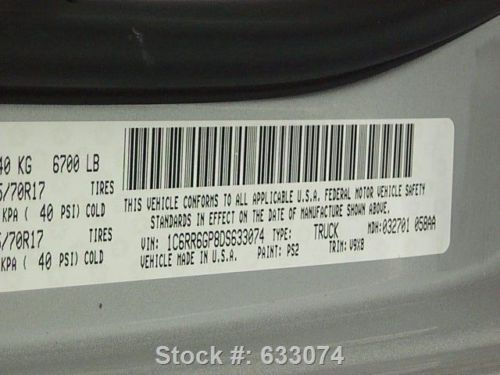 40 KG 6700 LB
5/70R17 TIRES
KPA ( 40 PSI) COLD
5/70R17 TIRES
KPA ( 40 PSI) COLD
THIS VEHICLE CONFORMS TO ALL APPLICABLE U.S.A. FEDERAL MOTOR VEHICLE SAFETY
STANDARDS IN EFFECT ON THE DATE OF MANUFACTURE SHOWN ABOVE
VIN: 1C6RR6GP8DS633074 TYPE: TRUCK MDH:032701 058AA
VEHICLE MADE IN U.S.A. PAINT: PS2 TRIM: V9X8
Stock #: 633074